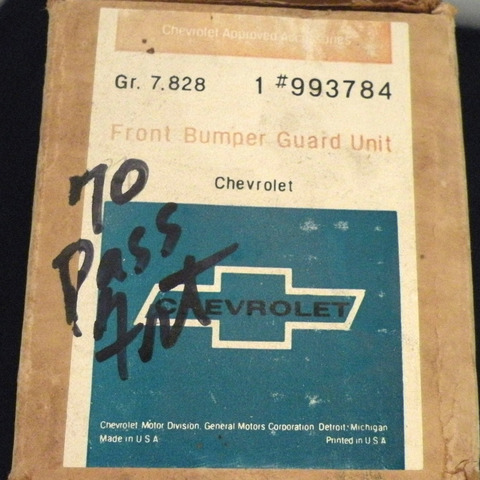 Chevrolet Approved Accessories
Gr. 7.828 1 #993784
Front Bumper Guard Unit
Chevrolet
70
Pass
FNT
CHEVROLET
Chevrolet Motor Division, General Motors Corporation, Detroit, Michigan
Made in U S A Printed in U S A